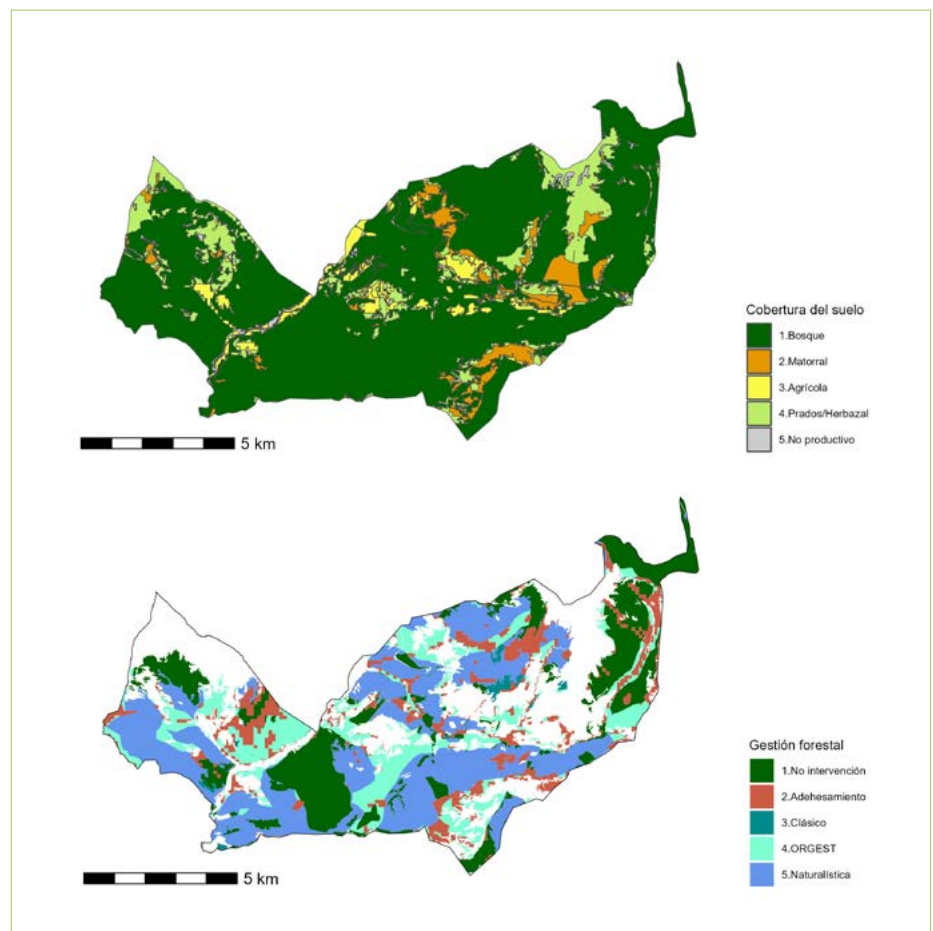 Cobertura del suelo
1.Bosque
2.Matorral
3.Agrícola
4.Prados/Herbazal
5.No productivo
5 km
Gestión forestal
1.No intervención
2.Adehesamiento
3.Clásico
4.ORGEST
5.Naturalística
5 km